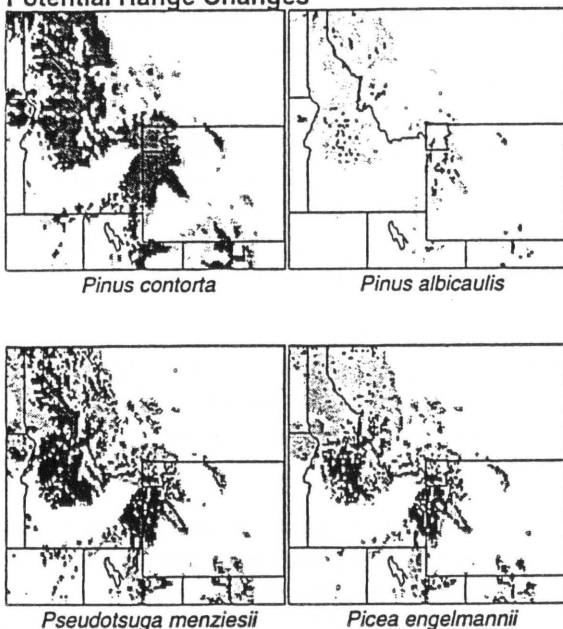 Potential Range Changes
Pinus contorta
Pinus albicaulis
Pseudotsuga menziesii
Picea engelmannii